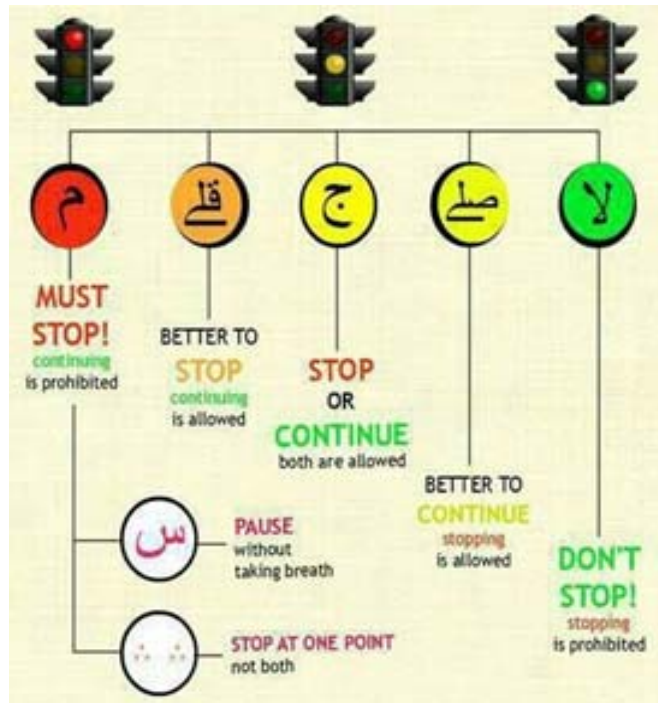 م
قلے
ج
صلے
لا
MUST
STOP!
continuing
is prohibited
BETTER TO
STOP
continuing
is allowed
STOP
OR
CONTINUE
both are allowed
BETTER TO
CONTINUE
stopping
is allowed
DON'T
STOP!
stopping
is prohibited
س
PAUSE
without
taking breath
∴ ∴
STOP AT ONE POINT
not both